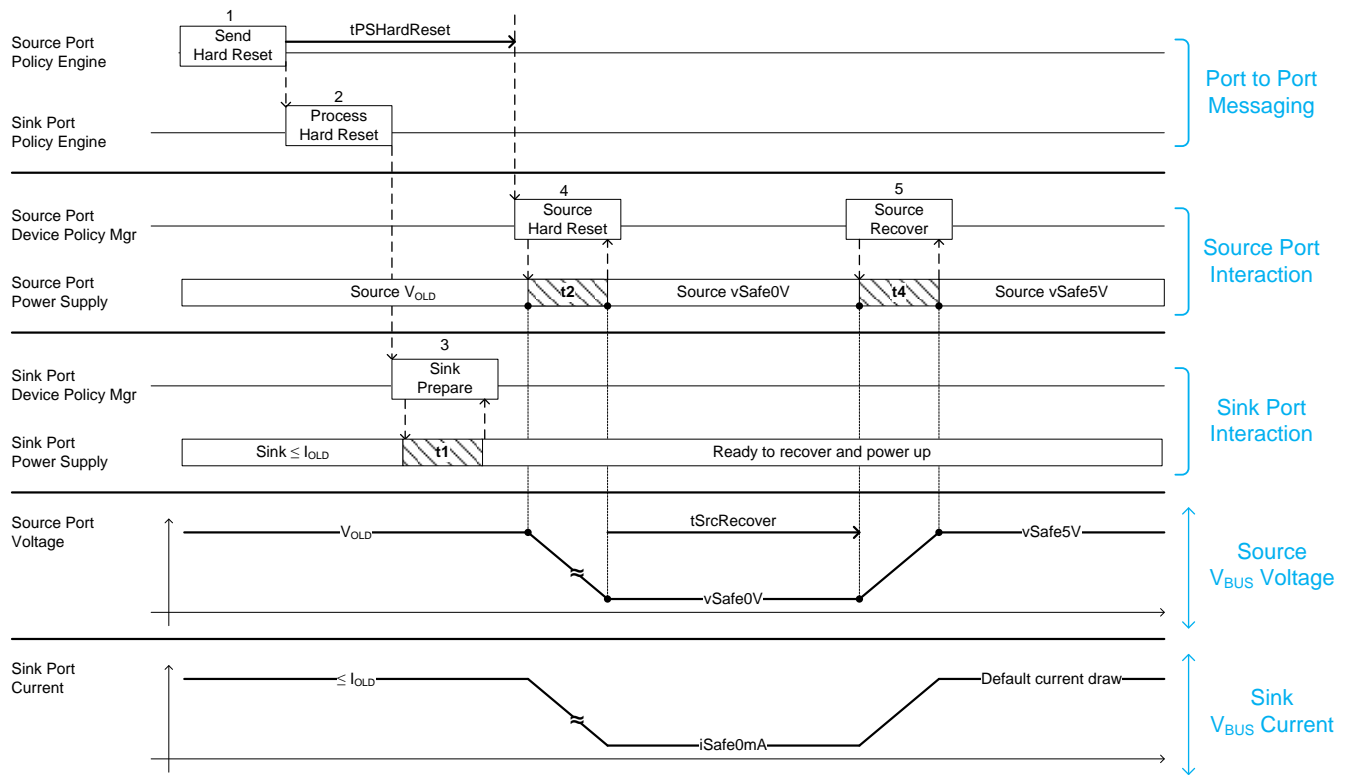 1
Source Port
Policy Engine
Send
Hard Reset
tPSHardReset
2
Sink Port
Policy Engine
Process
Hard Reset
Port to Port
Messaging
Source Port
Device Policy Mgr
4
Source
Hard Reset
5
Source
Recover
Source Port
Power Supply
Source VOLD
t2
Source vSafe0V
t4
Source vSafe5V
Source Port
Interaction
Sink Port
Device Policy Mgr
3
Sink
Prepare
Sink Port
Power Supply
Sink ≤ IOLD
t1
Ready to recover and power up
Sink Port
Interaction
Source Port
Voltage
VOLD
tSrcRecover
vSafe5V
≈
vSafe0V
Source
VBUS Voltage
Sink Port
Current
≤ IOLD
Default current draw
≈
iSafe0mA
Sink
VBUS Current